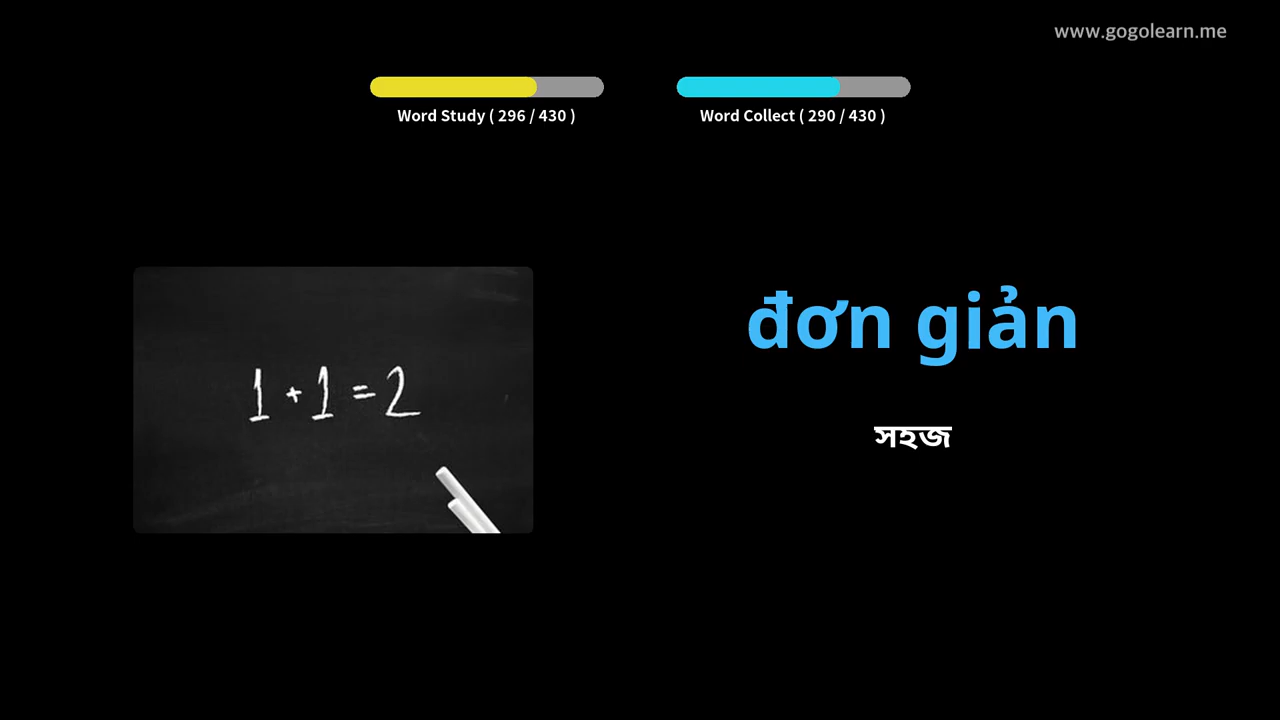 www.gogolearn.me
Word Study ( 296 / 430 )
Word Collect ( 290 / 430 )
1 + 1 = 2
đơn giản
সহজ